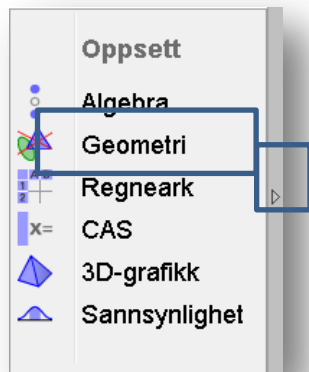 Oppsett
Algebra
Geometri
Regneark
CAS
3D-grafikk
Sannsynlighet